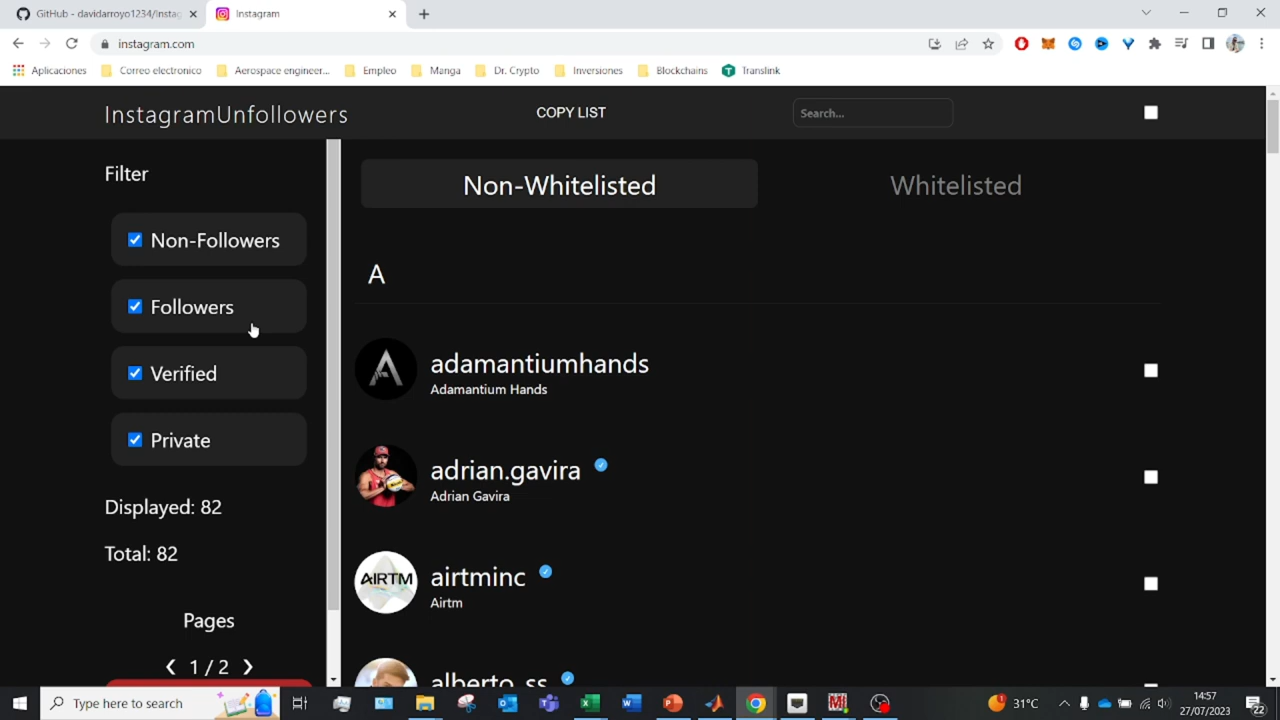 GitHub - davidarroyo1234/Instag
Instagram
instagram.com
Aplicaciones
Correo electronico
Aerospace engineer...
Empleo
Manga
Dr. Crypto
Inversiones
Blockchains
Translink
InstagramUnfollowers
COPY LIST
Search...
Filter
Non-Followers
Followers
Verified
Private
Displayed: 82
Total: 82
Pages
❮ 1 / 2 ❯
Non-Whitelisted
Whitelisted
A
adamantiumhands
Adamantium Hands
adrian.gavira
Adrian Gavira
AIRTM
airtminc
Airtm
alberto_ss
Type here to search
31°C
14:57
27/07/2023
22